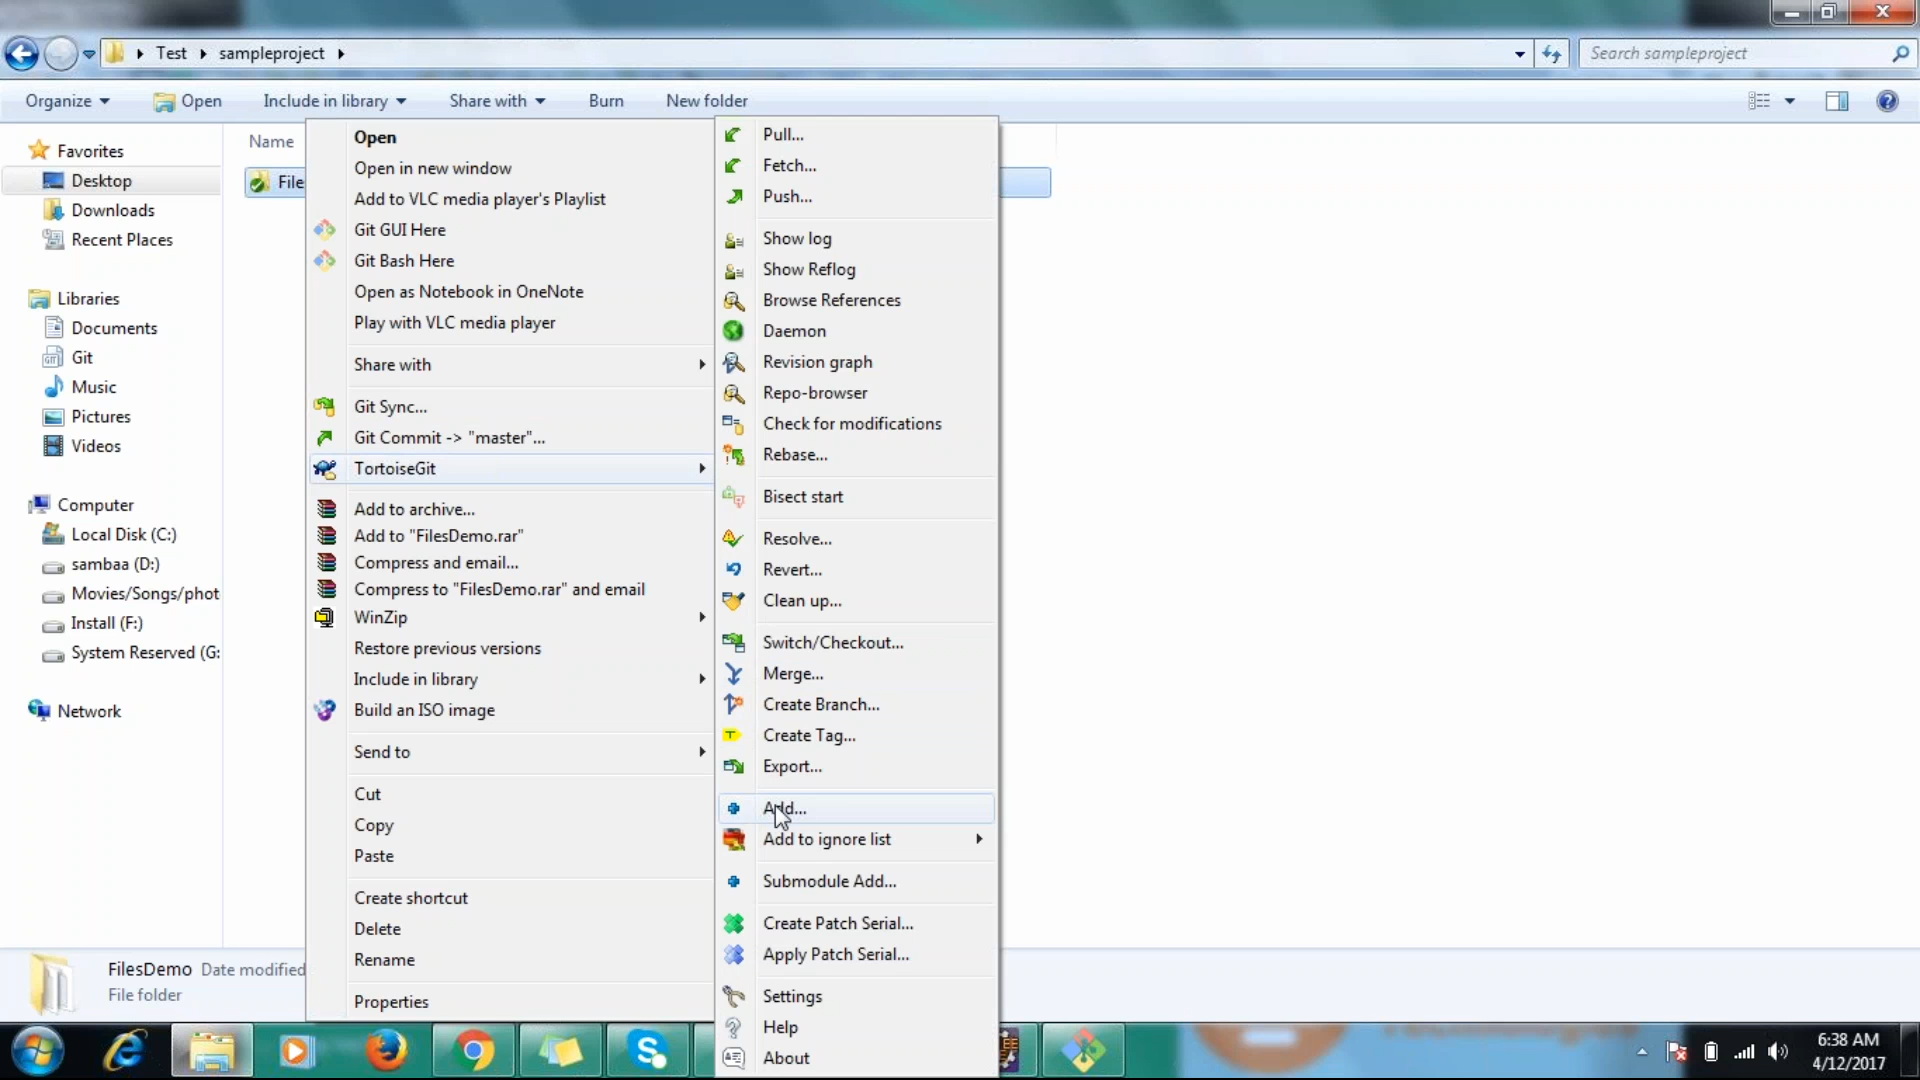 Test sampleproject
Search sampleproject
Organize
Open
Include in library
Share with
Burn
New folder
Favorites
Desktop
Downloads
Recent Places
Libraries
Documents
Git
Music
Pictures
Videos
Computer
Local Disk (C:)
sambaa (D:)
Movies/Songs/phot
Install (F:)
System Reserved (G:
Network
Name
File
Open
Open in new window
Add to VLC media player's Playlist
Git GUI Here
Git Bash Here
Open as Notebook in OneNote
Play with VLC media player
Share with
Git Sync...
Git Commit -> "master"...
TortoiseGit
Add to archive...
Add to "FilesDemo.rar"
Compress and email...
Compress to "FilesDemo.rar" and email
WinZip
Restore previous versions
Include in library
Build an ISO image
Send to
Cut
Copy
Paste
Create shortcut
Delete
Rename
Properties
Pull...
Fetch...
Push...
Show log
Show Reflog
Browse References
Daemon
Revision graph
Repo-browser
Check for modifications
Rebase...
Bisect start
Resolve...
Revert...
Clean up...
Switch/Checkout...
Merge...
Create Branch...
Create Tag...
Export...
Add...
Add to ignore list
Submodule Add...
Create Patch Serial...
Apply Patch Serial...
Settings
Help
About
FilesDemo Date modified
File folder
6:38 AM
4/12/2017